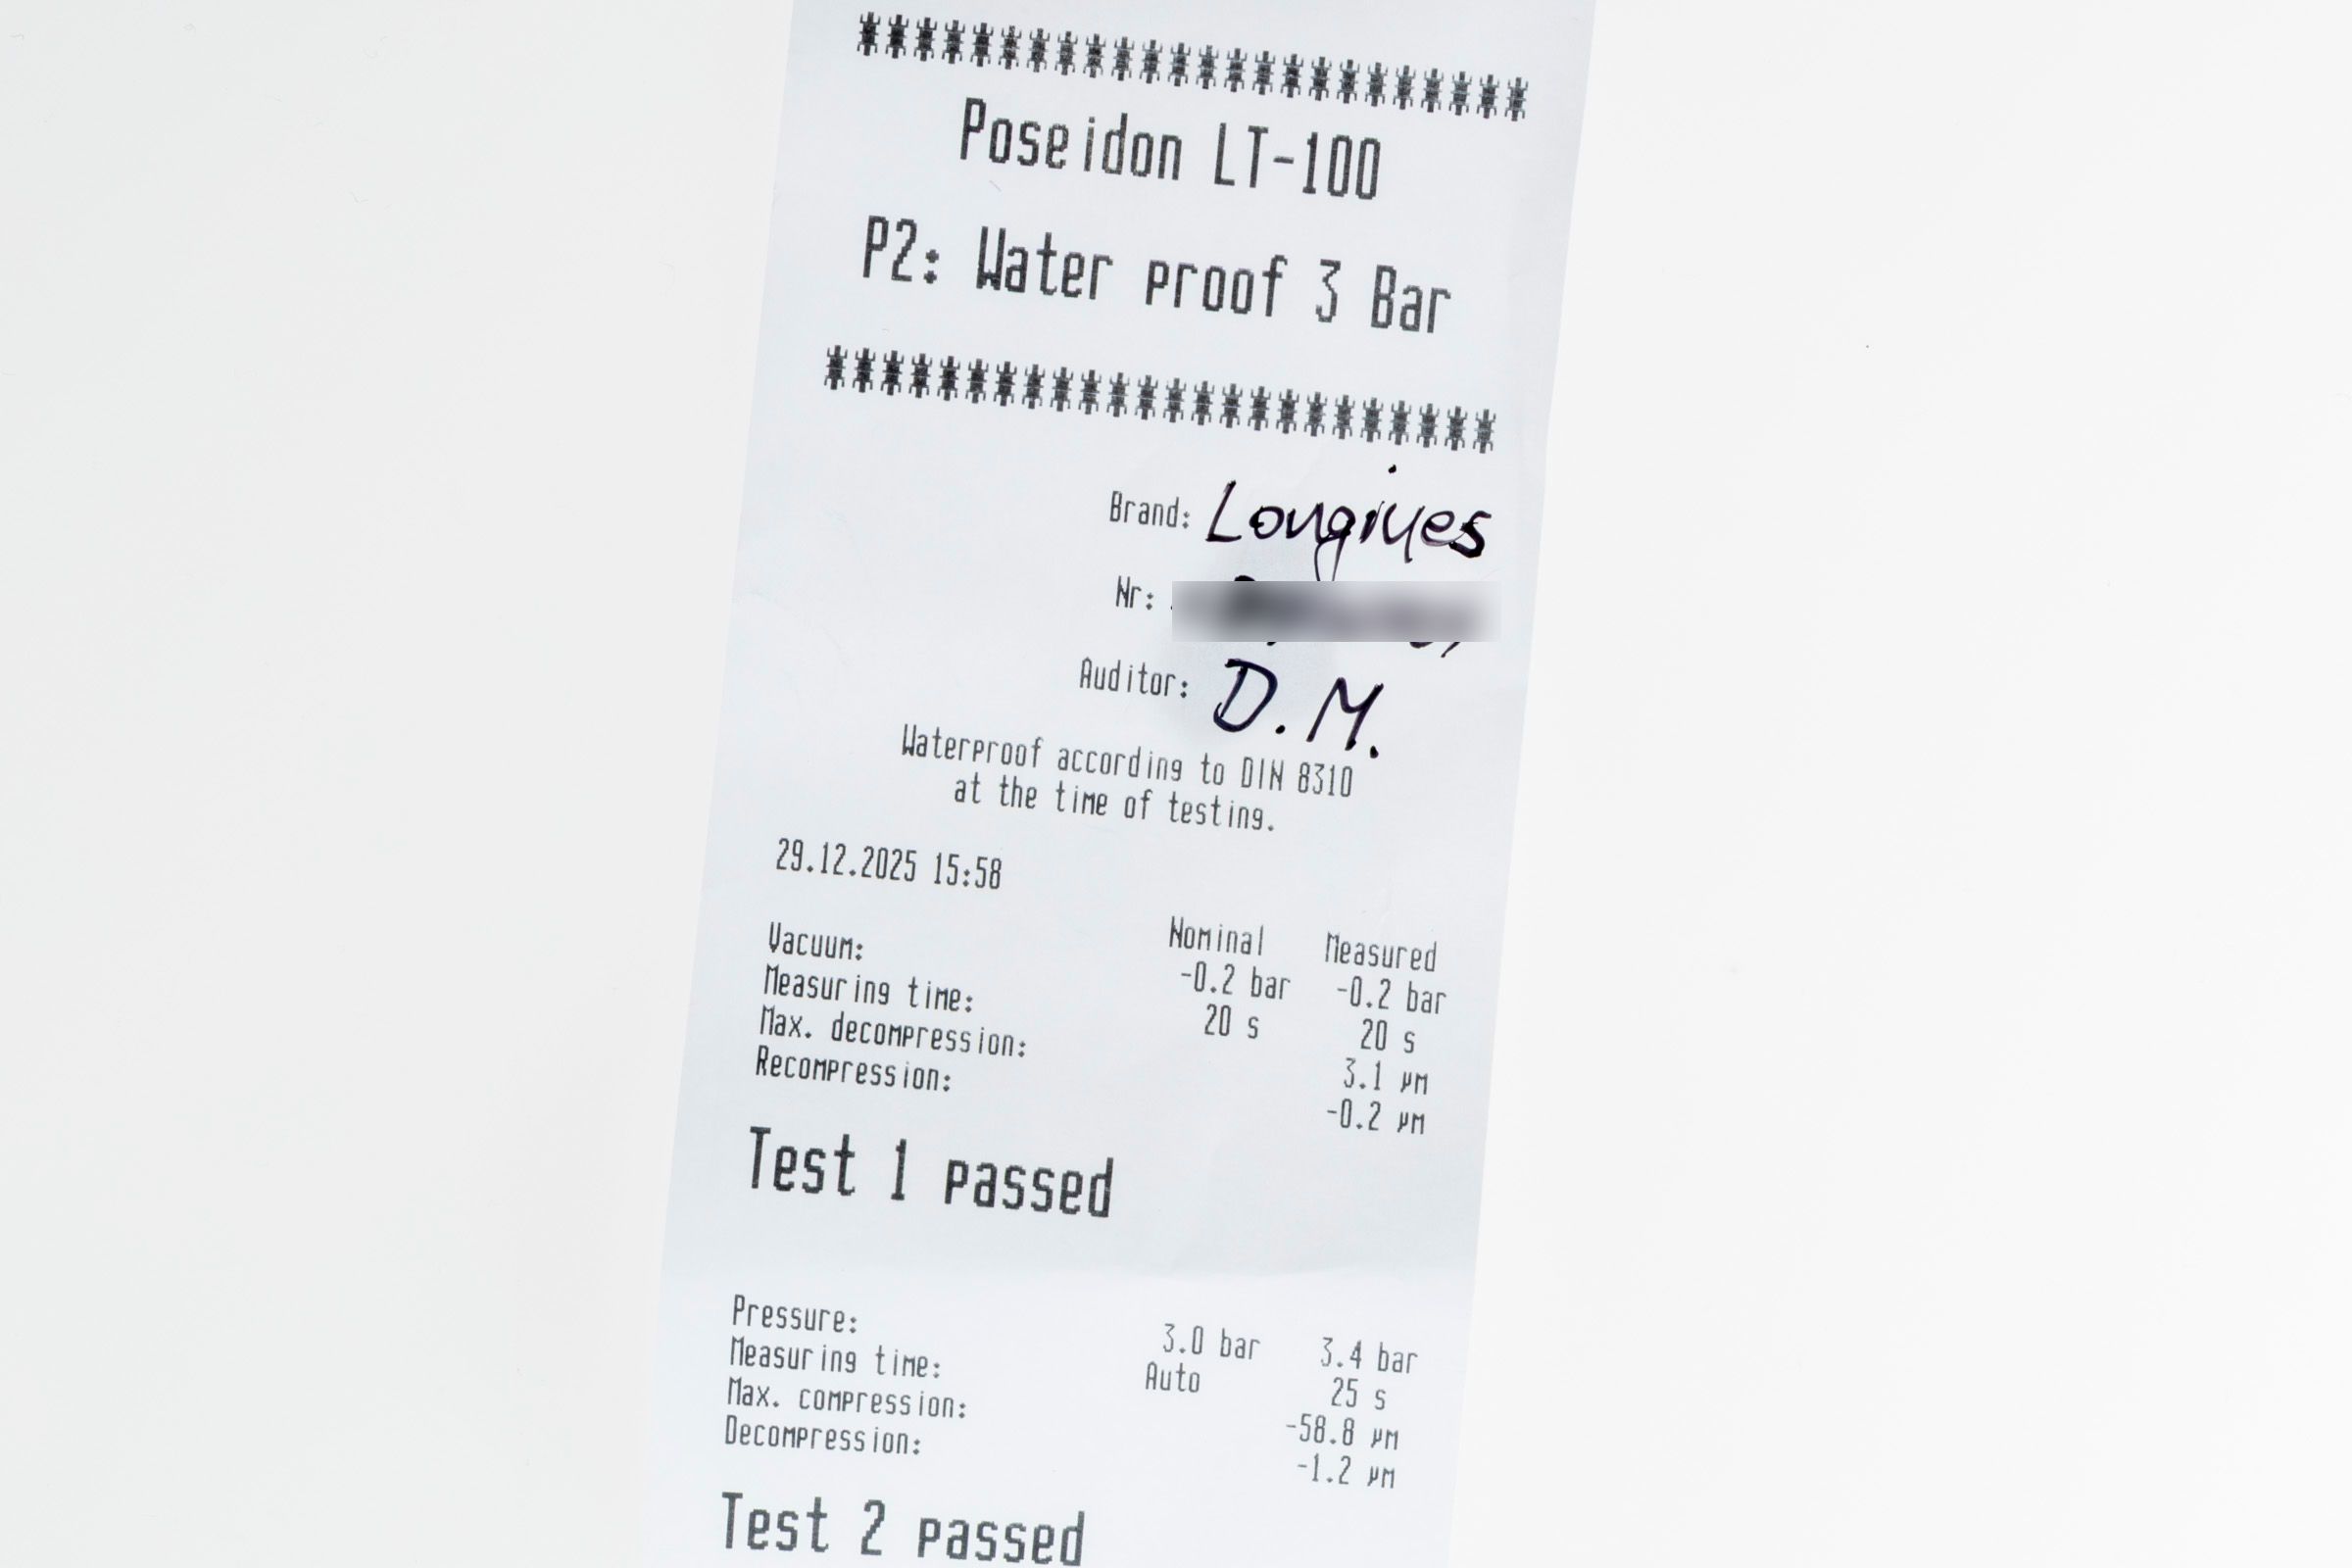 ************************
Poseidon LT-100
P2: Water proof 3 Bar
************************
Brand: Longines
Nr:
Auditor: D.M.
Waterproof according to DIN 8310
at the time of testing.
29.12.2025 15:58
Nominal Measured
Vacuum: -0.2 bar -0.2 bar
Measuring time: 20 s 20 s
Max. decompression: 3.1 µm
Recompression: -0.2 µm
Test 1 passed
Pressure: 3.0 bar 3.4 bar
Measuring time: Auto 25 s
Max. compression: -58.8 µm
Decompression: -1.2 µm
Test 2 passed